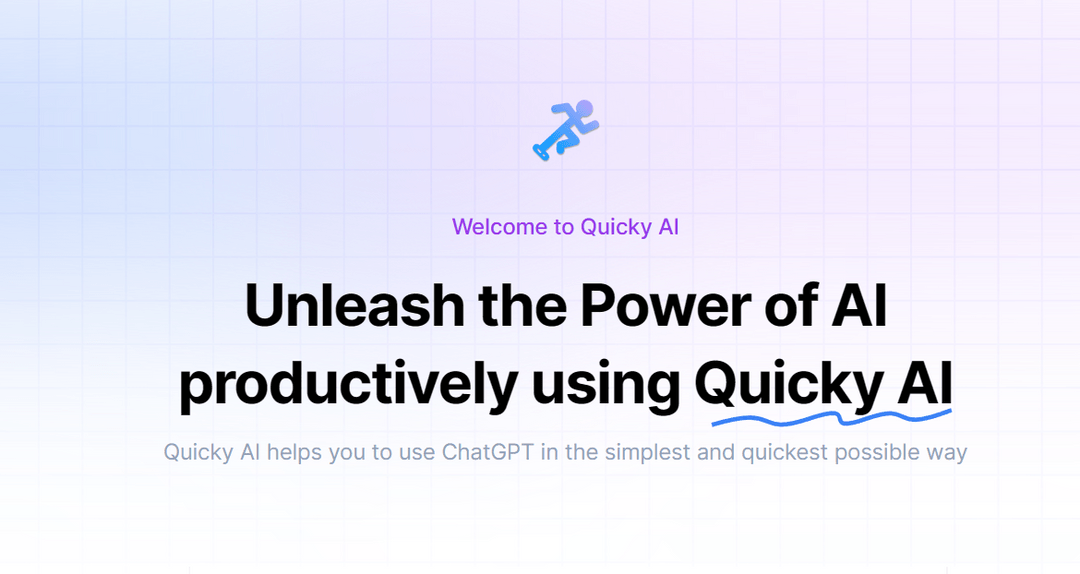 Welcome to Quicky AI
Unleash the Power of AI
productively using Quicky AI
Quicky AI helps you to use ChatGPT in the simplest and quickest possible way